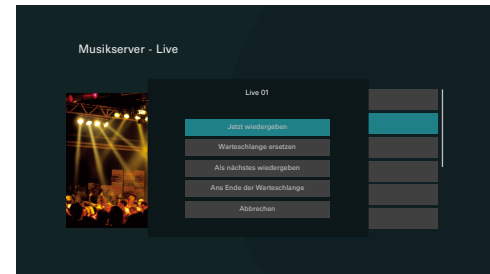 Musikserver - Live
Live 01
Jetzt wiedergeben
Warteschlange ersetzen
Als nächstes wiedergeben
Ans Ende der Warteschlange
Abbrechen